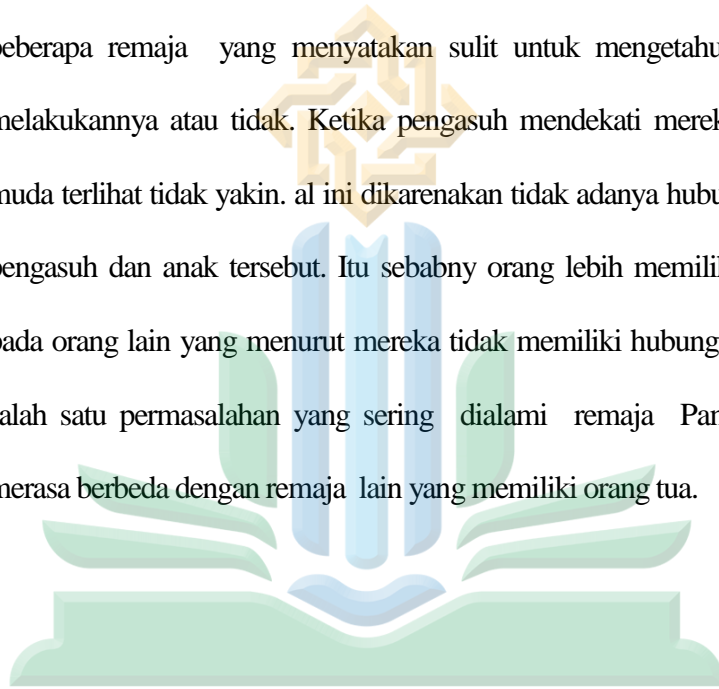 beberapa remaja yang menyatakan sulit untuk mengetahu
melakukannya atau tidak. Ketika pengasuh mendekati merek
muda terlihat tidak yakin. al ini dikarenakan tidak adanya hubu
pengasuh dan anak tersebut. Itu sebabny orang lebih memilil
pada orang lain yang menurut mereka tidak memiliki hubung
salah satu permasalahan yang sering dialami remaja Pan
merasa berbeda dengan remaja lain yang memiliki orang tua.